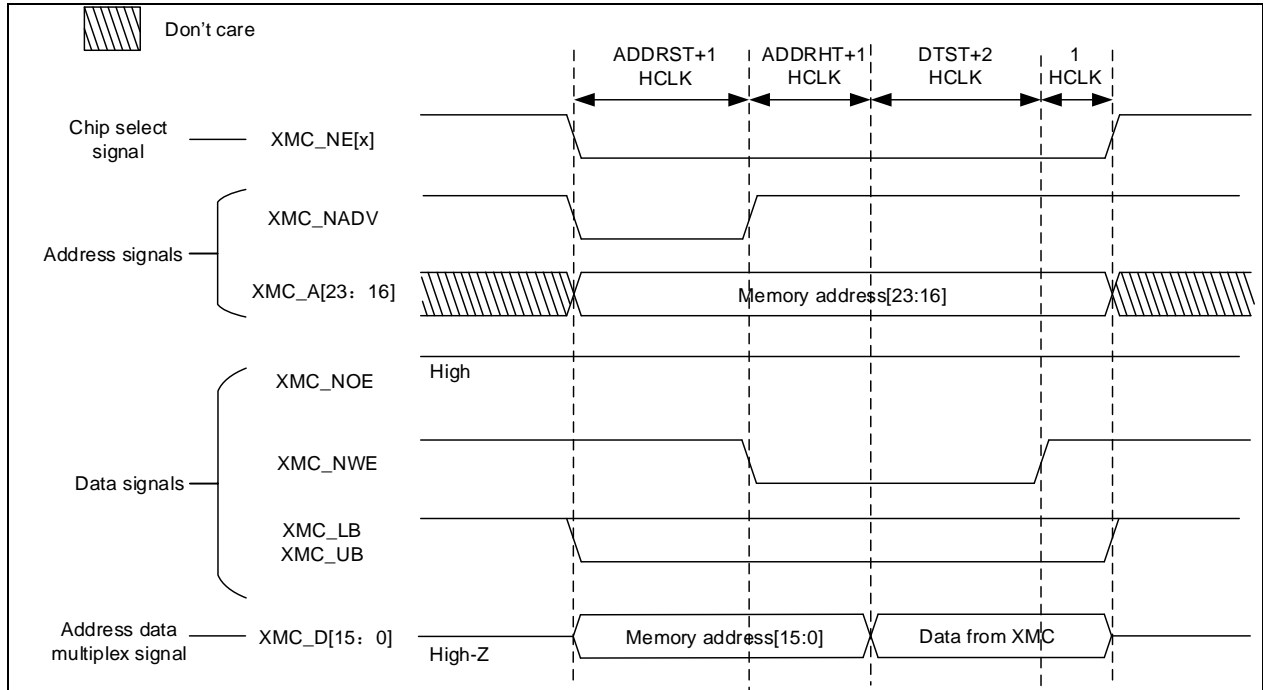 Don't care
ADDRST+1 HCLK
ADDRHT+1 HCLK
DTST+2 HCLK
1 HCLK
Chip select signal
XMC_NE[x]
Address signals
XMC_NADV
XMC_A[23：16]
Memory address[23:16]
Data signals
XMC_NOE
High
XMC_NWE
XMC_LB
XMC_UB
Address data multiplex signal
XMC_D[15：0]
High-Z
Memory address[15:0]
Data from XMC